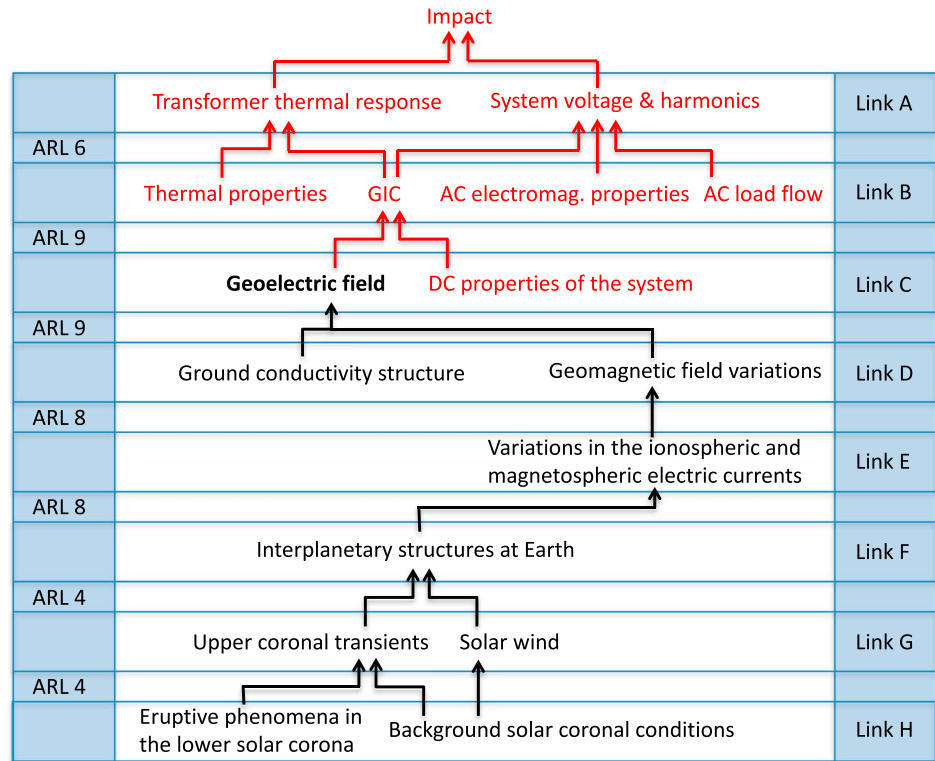 Impact
Transformer thermal response
System voltage & harmonics
Link A
ARL 6
Thermal properties
GIC
AC electromag. properties
AC load flow
Link B
ARL 9
Geoelectric field
DC properties of the system
Link C
ARL 9
Ground conductivity structure
Geomagnetic field variations
Link D
ARL 8
Variations in the ionospheric and
magnetospheric electric currents
Link E
ARL 8
Interplanetary structures at Earth
Link F
ARL 4
Upper coronal transients
Solar wind
Link G
ARL 4
Eruptive phenomena in
the lower solar corona
Background solar coronal conditions
Link H